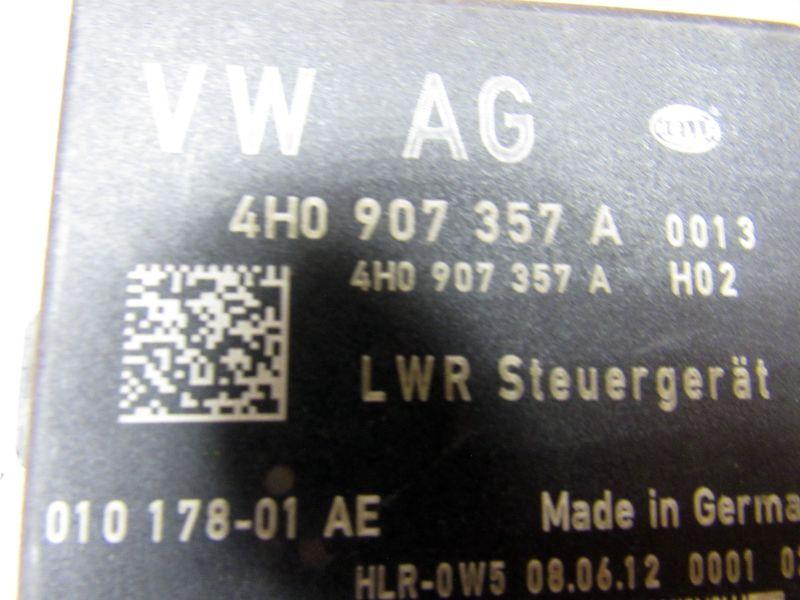 VW AG
4H0 907 357 A 0013
4H0 907 357 A H02
LWR Steuergerät
010 178-01 AE
Made in Germa
HLR-0W5 08.06.12 0001